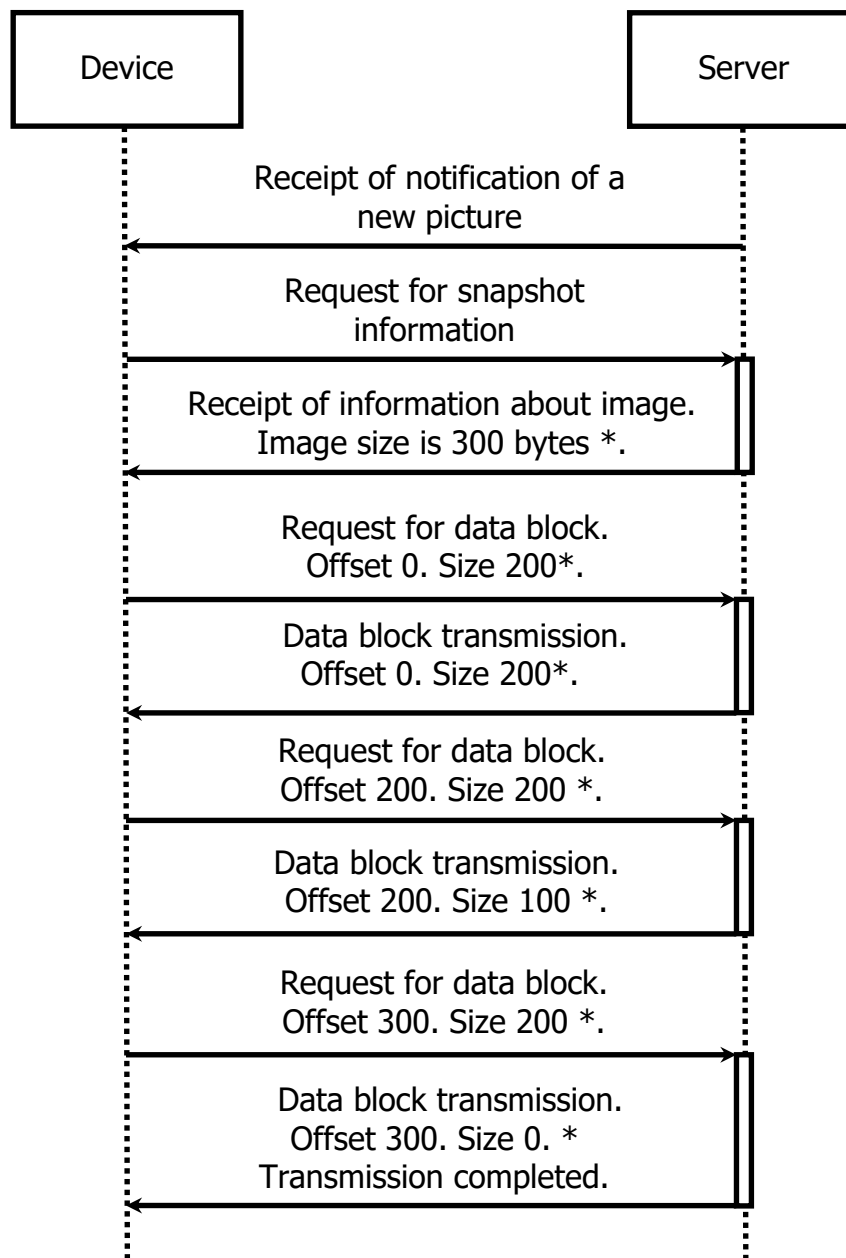 Device
Server
Receipt of notification of a
new picture
Request for snapshot
information
Receipt of information about image.
Image size is 300 bytes *.
Request for data block.
Offset 0. Size 200*.
Data block transmission.
Offset 0. Size 200*.
Request for data block.
Offset 200. Size 200 *.
Data block transmission.
Offset 200. Size 100 *.
Request for data block.
Offset 300. Size 200 *.
Data block transmission.
Offset 300. Size 0. *
Transmission completed.